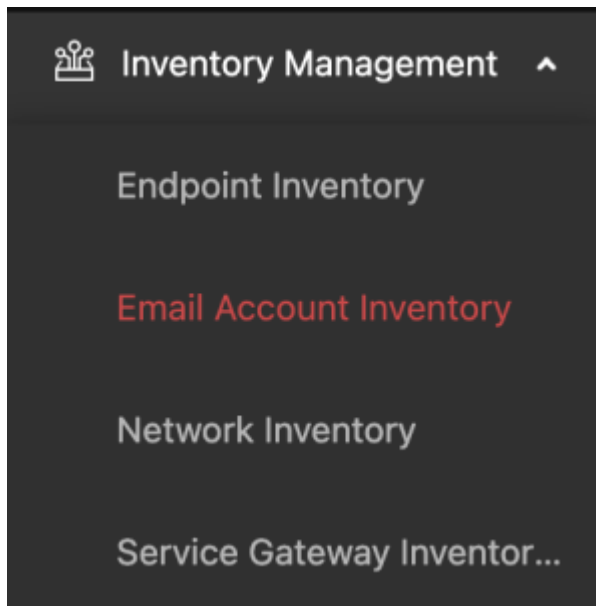 Inventory Management
Endpoint Inventory
Email Account Inventory
Network Inventory
Service Gateway Inventor...